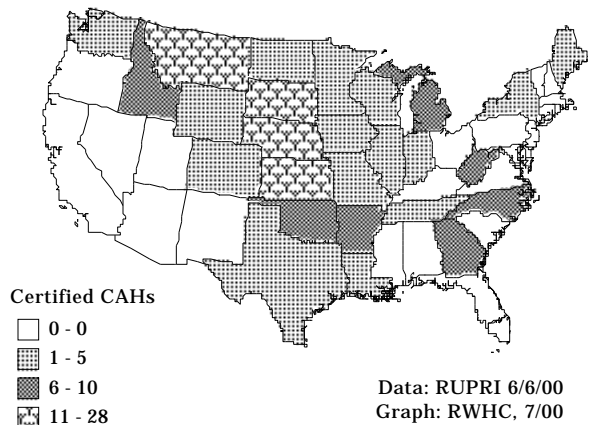 Certified CAHs
0 - 0
1 - 5
6 - 10
11 - 28
Data: RUPRI 6/6/00
Graph: RWHC, 7/00